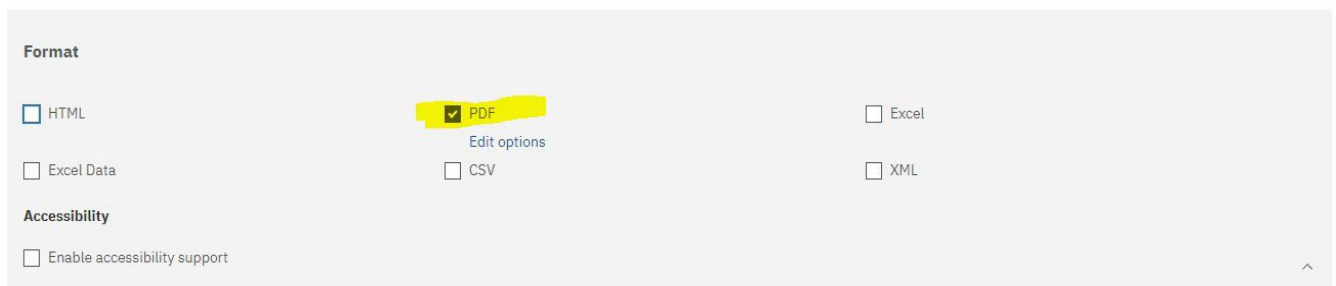 Format
HTML PDF Excel
Edit options
Excel Data CSV XML
Accessibility
Enable accessibility support